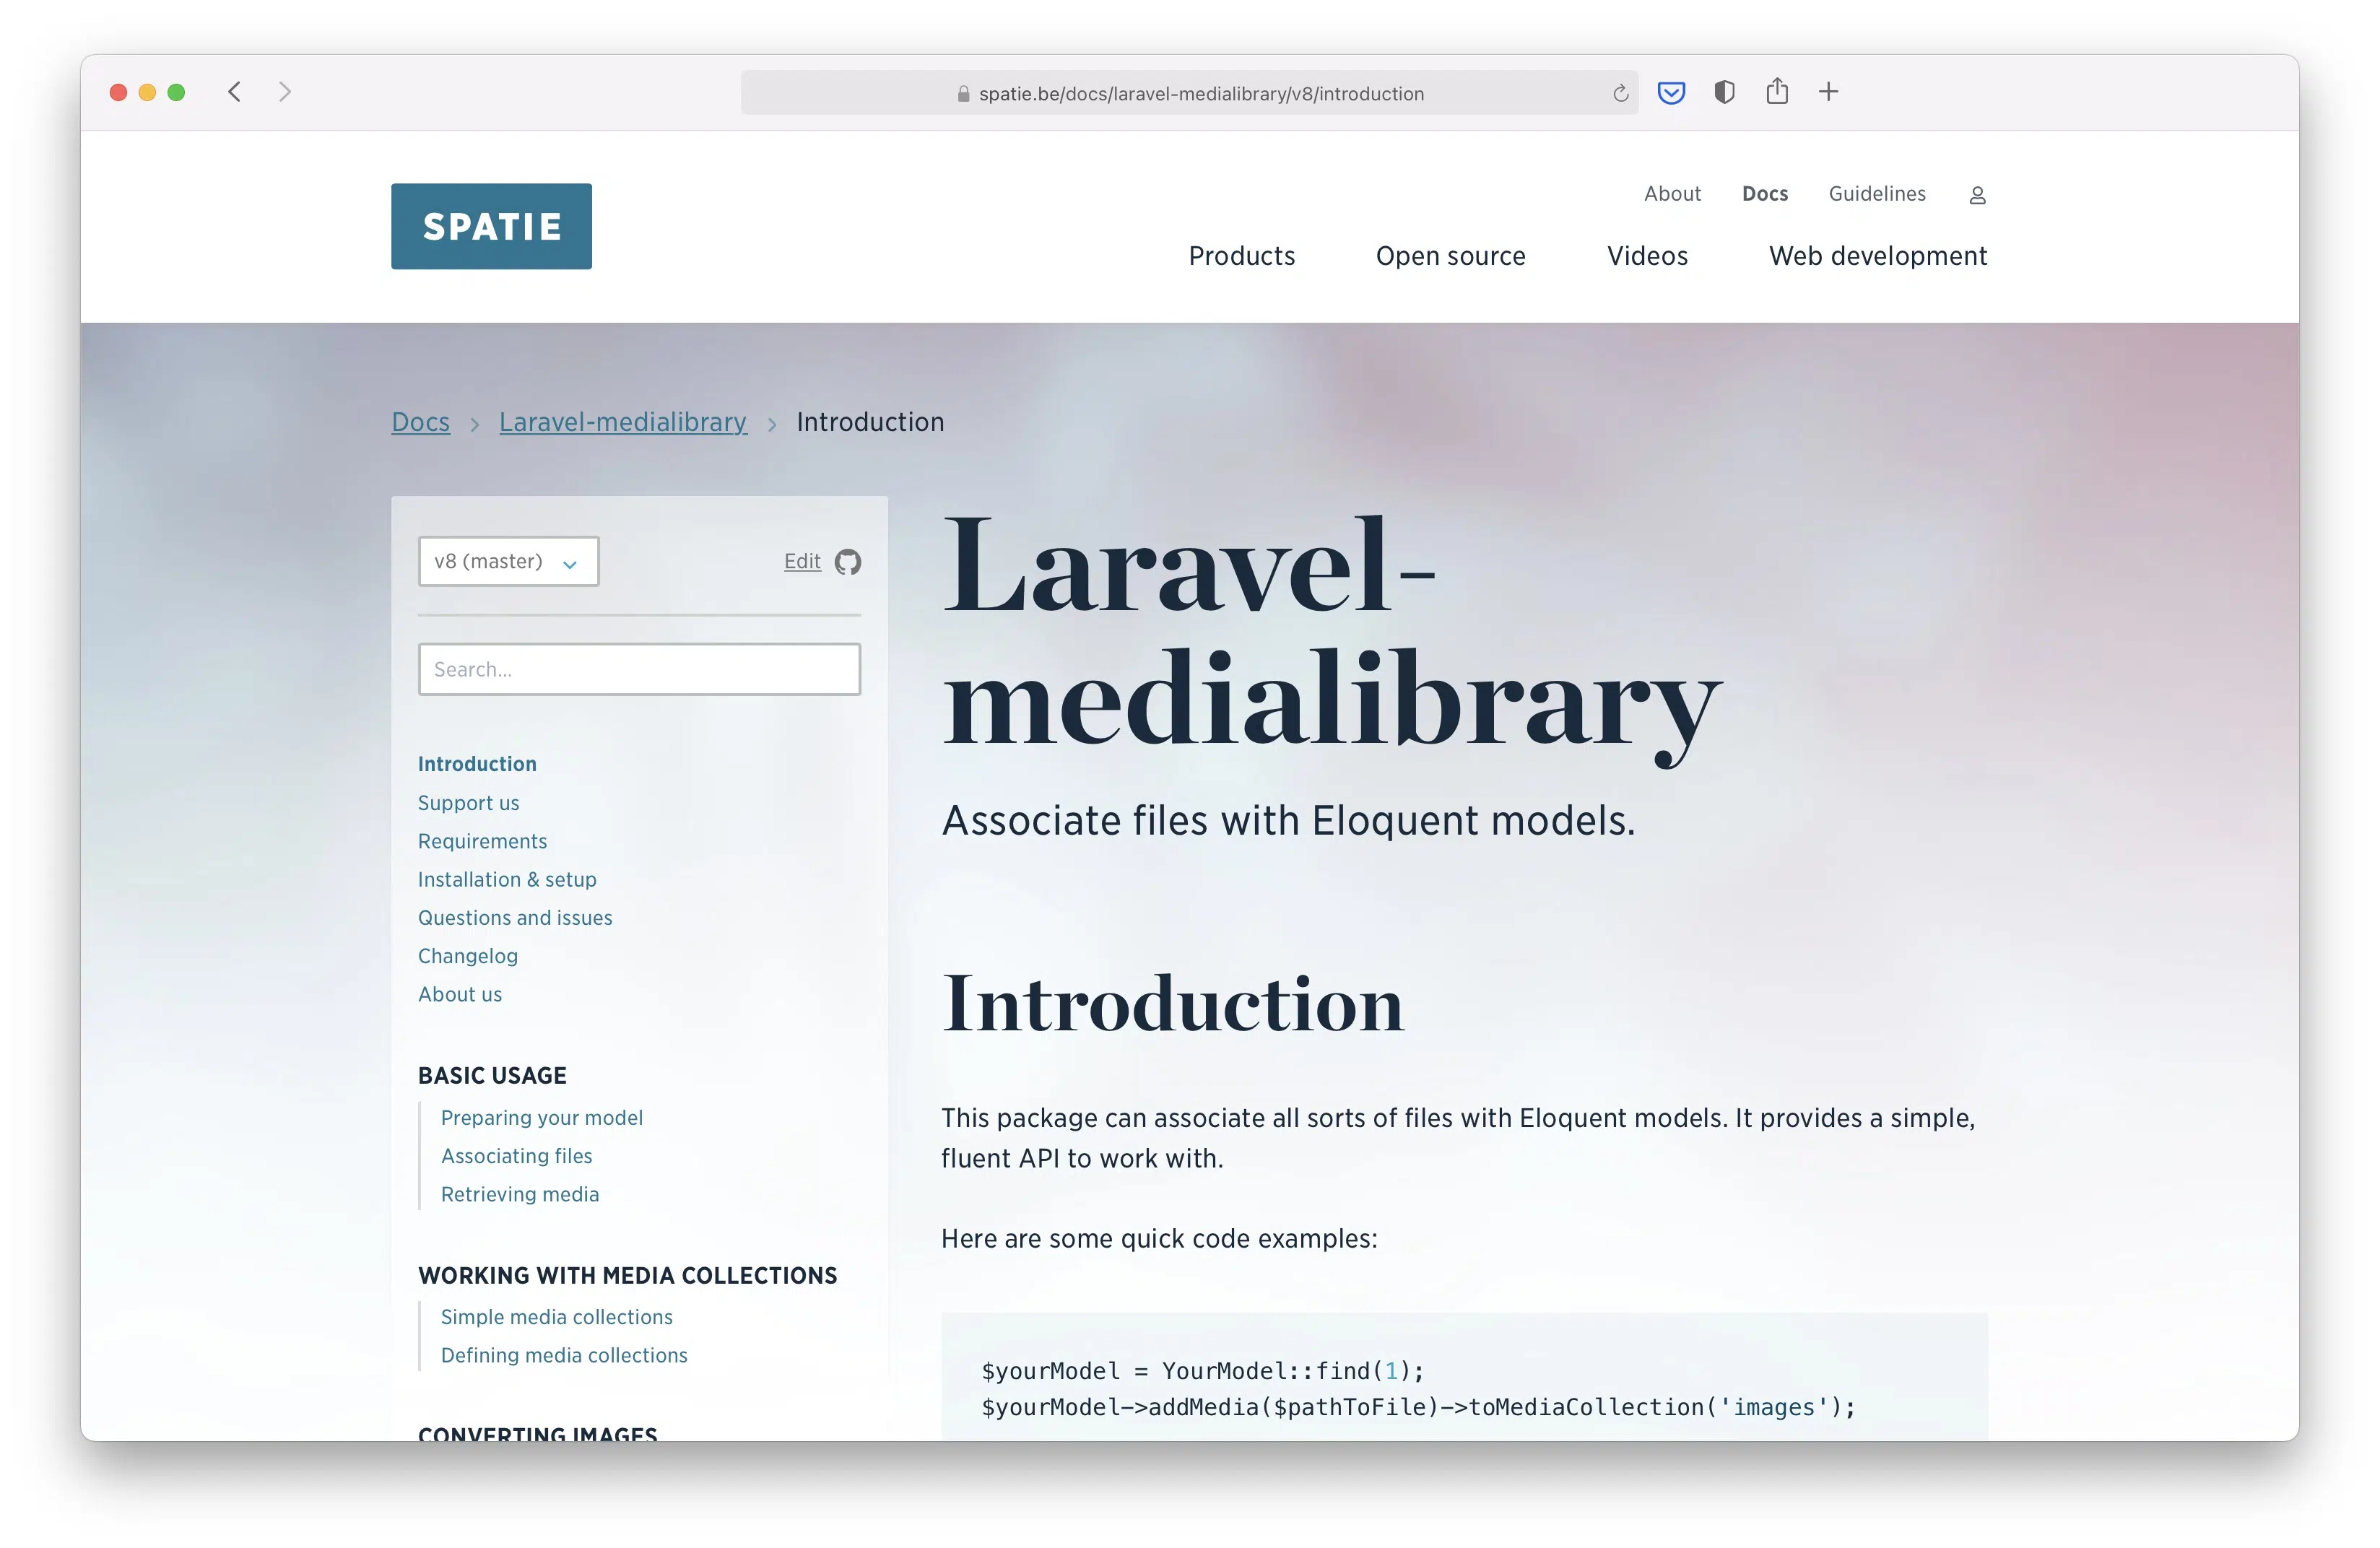 spatie.be/docs/laravel-medialibrary/v8/introduction
SPATIE
About Docs Guidelines
Products Open source Videos Web development
Docs > Laravel-medialibrary > Introduction
v8 (master) Edit
Search...
Introduction
Support us
Requirements
Installation & setup
Questions and issues
Changelog
About us
BASIC USAGE
Preparing your model
Associating files
Retrieving media
WORKING WITH MEDIA COLLECTIONS
Simple media collections
Defining media collections
CONVERTING IMAGES
Laravel-
medialibrary
Associate files with Eloquent models.
Introduction
This package can associate all sorts of files with Eloquent models. It provides a simple,
fluent API to work with.
Here are some quick code examples:
$yourModel = YourModel::find(1);
$yourModel->addMedia($pathToFile)->toMediaCollection('images');